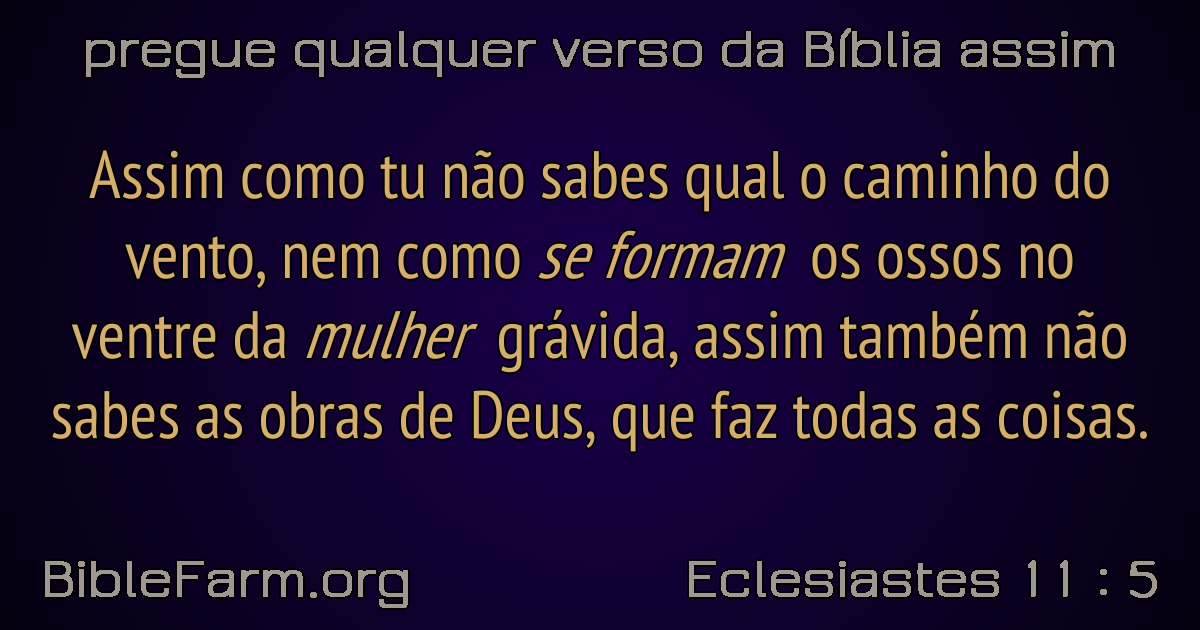 pregue qualquer verso da Bíblia assim
Assim como tu não sabes qual o caminho do
vento, nem como se formam os ossos no
ventre da mulher grávida, assim também não
sabes as obras de Deus, que faz todas as coisas.
BibleFarm.org
Eclesiastes 11 : 5